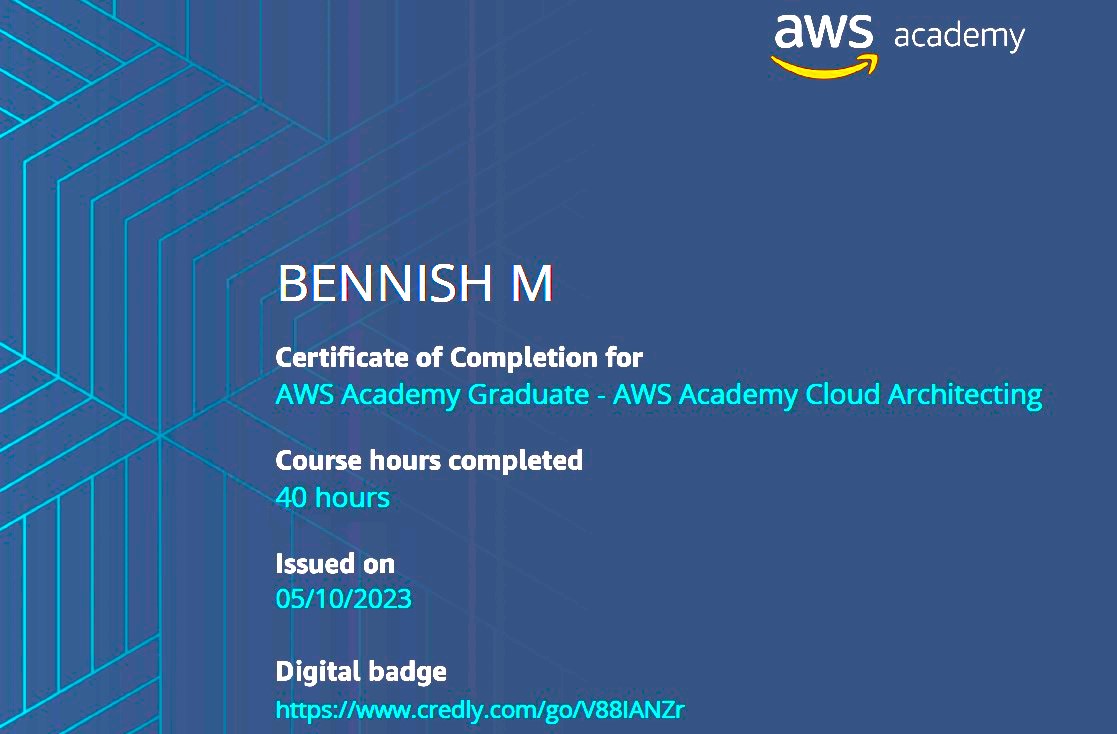 aws academy
BENNISH M
Certificate of Completion for
AWS Academy Graduate - AWS Academy Cloud Architecting
Course hours completed
40 hours
Issued on
05/10/2023
Digital badge
https://www.credly.com/go/V88IANZr